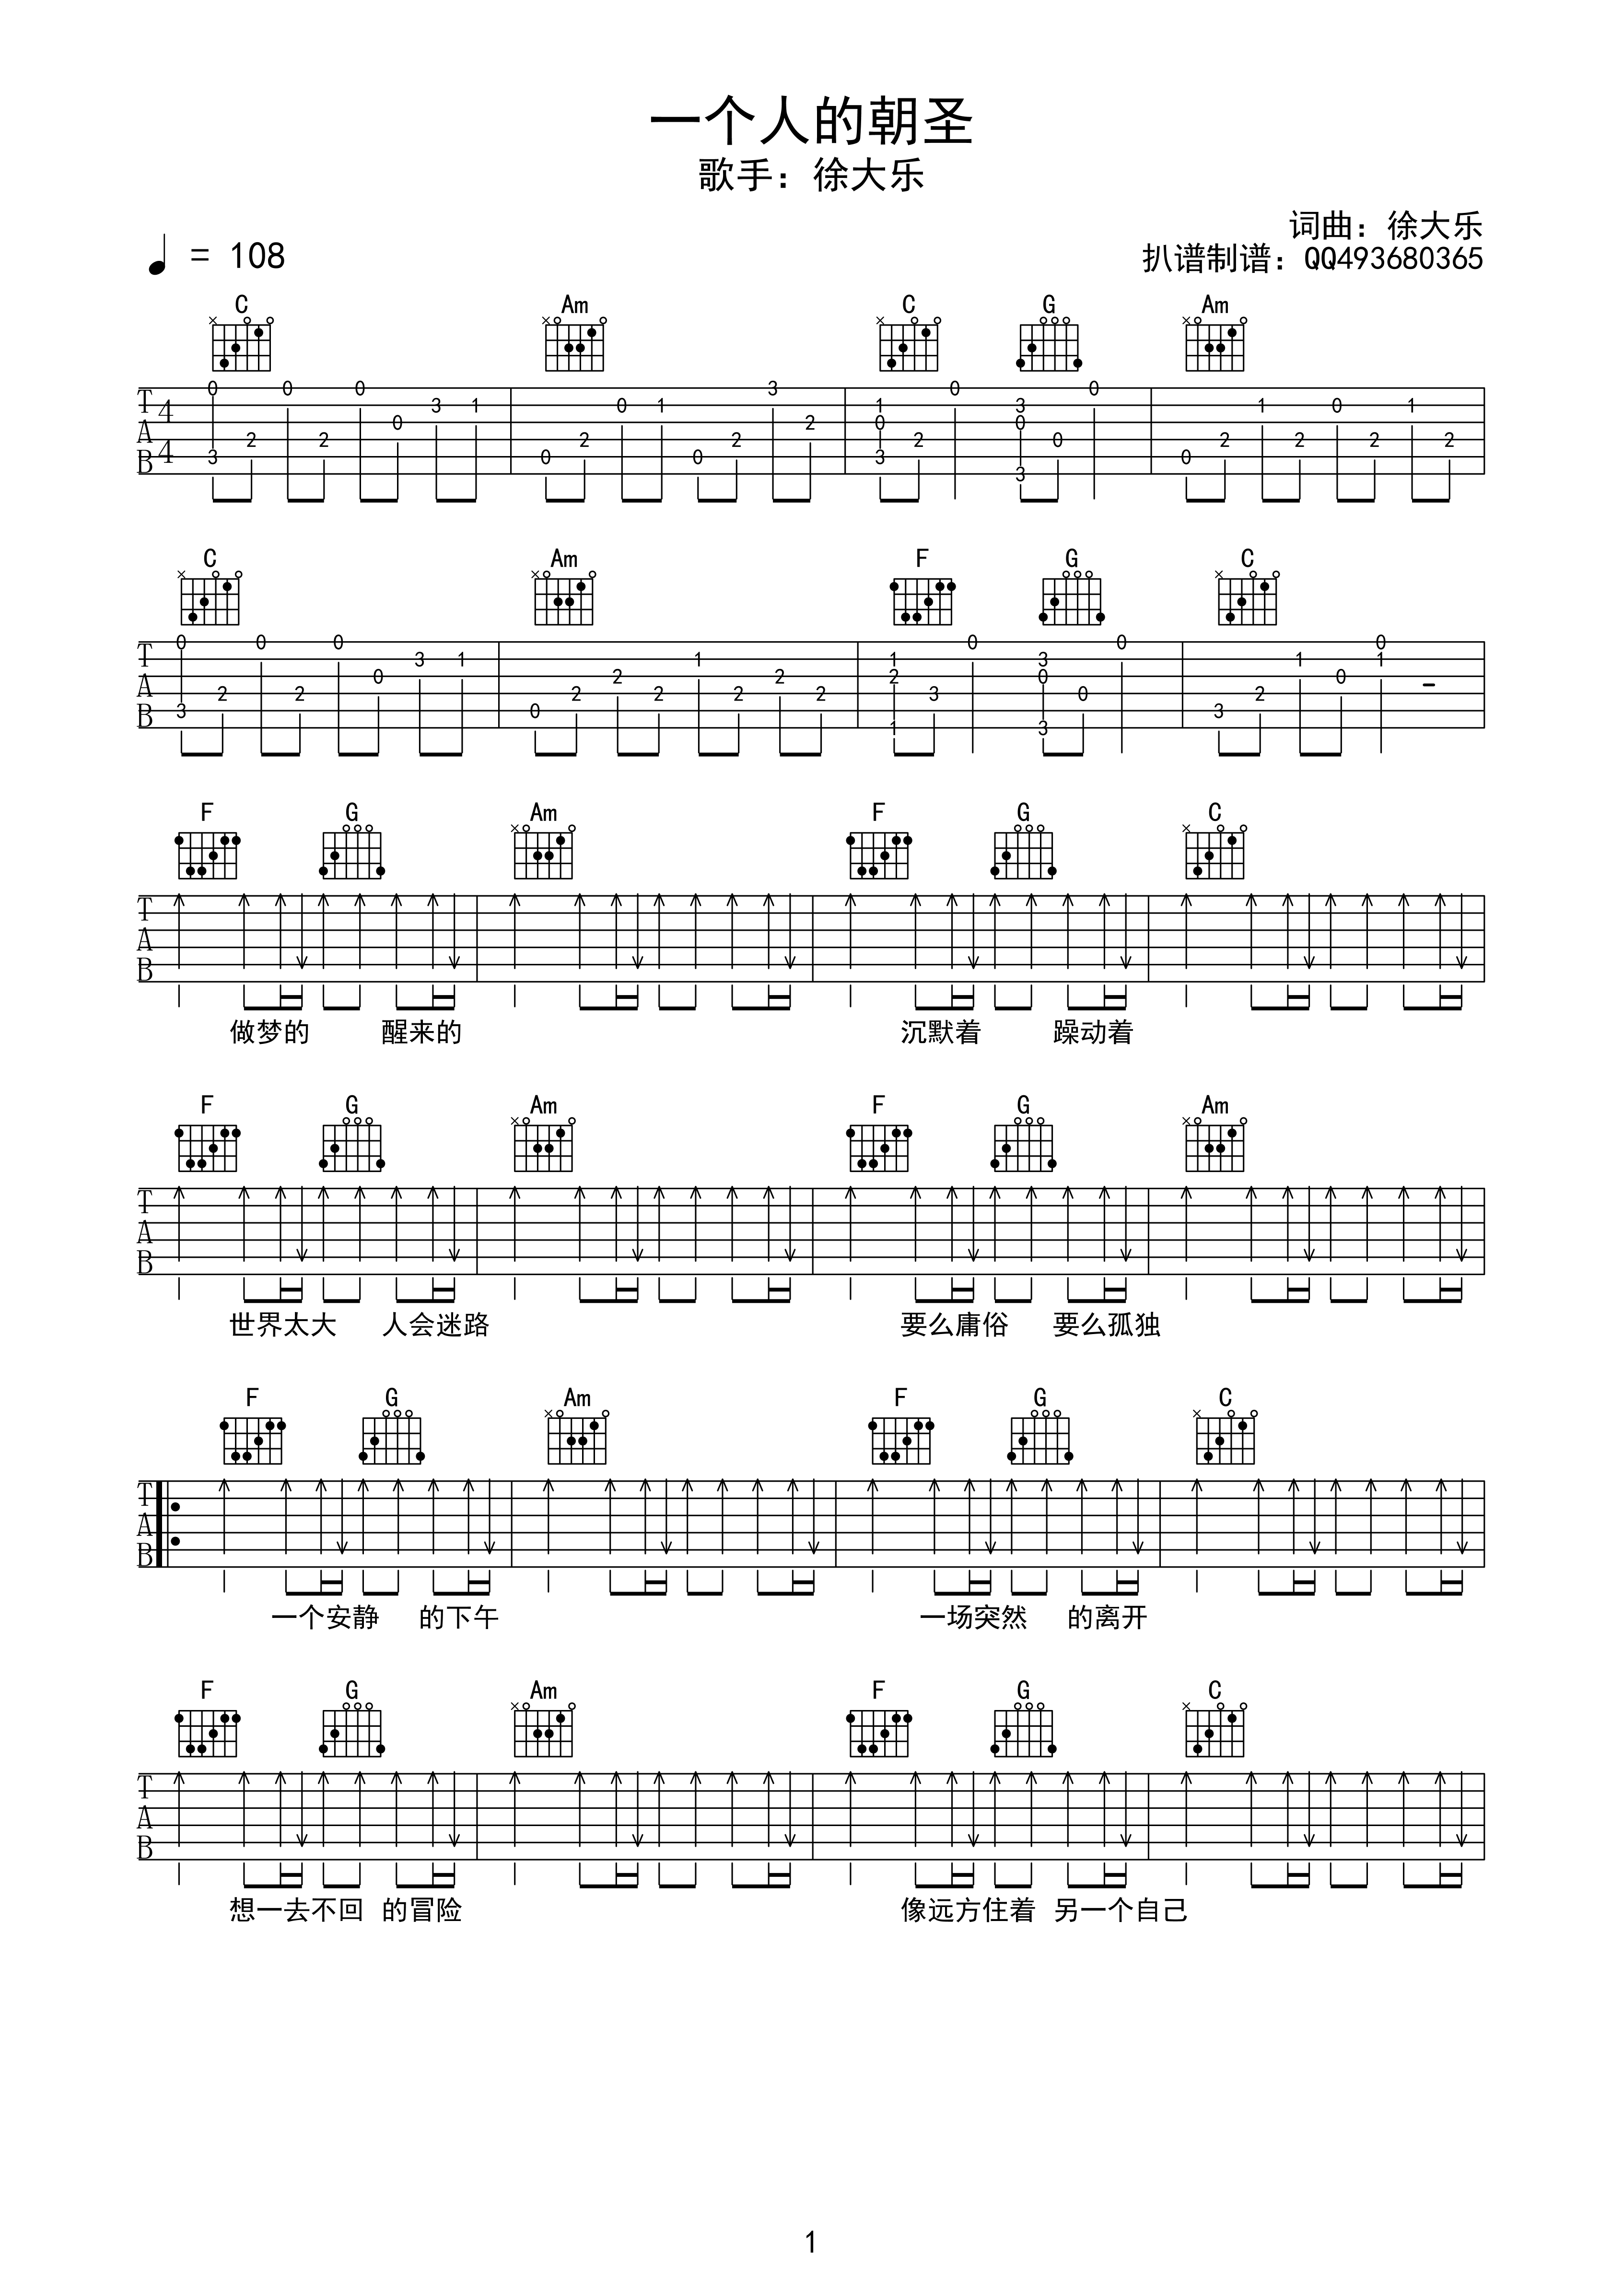 一个人的朝圣
歌手：徐大乐
词曲：徐大乐
♩ = 108
扒谱制谱：QQ493680365
C Am C G Am
T 4 0 0 0 3 1 0 1 3 2 1 0 3 0 0 1 0 1
A 0 2 2 0 2 2 2 0 2 0 2 2 2 2
B 4 3 0 0 3 3 0
C Am F G C
T 0 0 0 3 1 1 1 0 3 0 1 0 1
A 2 2 0 2 2 2 2 2 2 2 3 0 0 2 0 -
B 3 0 1 3 3
F G Am F G C
TAB
做梦的 醒来的 沉默着 躁动着
F G Am F G Am
TAB
世界太大 人会迷路 要么庸俗 要么孤独
F G Am F G C
TAB
一个安静 的下午 一场突然 的离开
F G Am F G C
TAB
想一去不回 的冒险 像远方住着 另一个自己
1